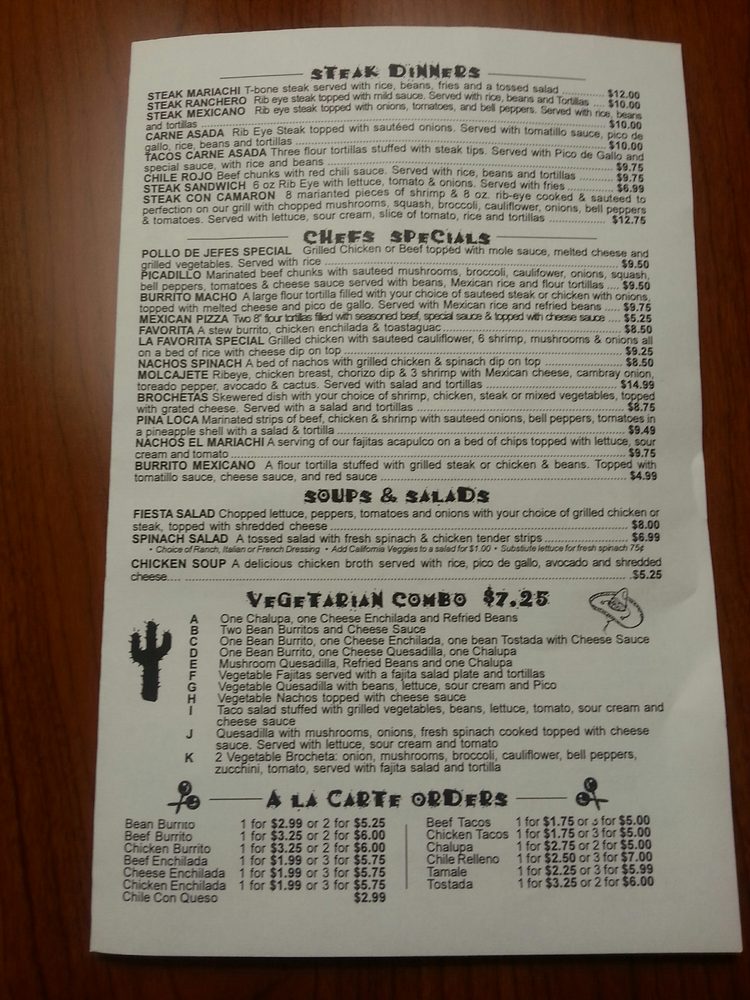 STEAK DINNERS
STEAK MARIACHI T-bone steak served with rice, beans, fries and a tossed salad ............ $12.00
STEAK RANCHERO Rib eye steak topped with mild sauce. Served with rice, beans and Tortillas .... $10.00
STEAK MEXICANO Rib eye steak topped with onions, tomatoes, and bell peppers. Served with rice, beans
and tortillas ............ $10.00
CARNE ASADA Rib Eye Steak topped with sautéed onions. Served with tomatillo sauce, pico de
gallo, rice, beans and tortillas ............ $10.00
TACOS CARNE ASADA Three flour tortillas stuffed with steak tips. Served with Pico de Gallo and
special sauce, with rice and beans ............ $9.75
CHILE ROJO Beef chunks with red chili sauce. Served with rice, beans and tortillas ............ $9.75
STEAK SANDWICH 6 oz Rib Eye with lettuce, tomato & onions. Served with fries ............ $6.99
STEAK CON CAMARON 8 marianted pieces of shrimp & 8 oz. rib-eye cooked & sauteed to
perfection on our grill with chopped mushrooms, squash, broccoli, cauliflower, onions, bell peppers
& tomatoes. Served with lettuce, sour cream, slice of tomato, rice and tortillas ............ $12.75
CHEFS SPECIALS
POLLO DE JEFES SPECIAL Grilled Chicken or Beef topped with mole sauce, melted cheese and
grilled vegetables. Served with rice ............ $9.50
PICADILLO Marinated beef chunks with sauteed mushrooms, broccoli, caulifower, onions, squash,
bell peppers, tomatoes & cheese sauce served with beans, Mexican rice and flour tortillas .... $9.50
BURRITO MACHO A large flour tortilla filled with your choice of sauteed steak or chicken with onions,
topped with melted cheese and pico de gallo. Served with Mexican rice and refried beans ..... $9.75
MEXICAN PIZZA Two 8" flour tortillas filled with seasoned beef, special sauce & topped with cheese sauce ..... $5.25
FAVORITA A stew burrito, chicken enchilada & toastaguac ............ $8.50
LA FAVORITA SPECIAL Grilled chicken with sauteed cauliflower, 6 shrimp, mushrooms & onions all
on a bed of rice with cheese dip on top ............ $9.25
NACHOS SPINACH A bed of nachos with grilled chicken & spinach dip on top ............ $8.50
MOLCAJETE Ribeye, chicken breast, chorizo dip & 3 shrimp with Mexican cheese, cambray onion,
toreado pepper, avocado & cactus. Served with salad and tortillas ............ $14.99
BROCHETAS Skewered dish with your choice of shrimp, chicken, steak or mixed vegetables, topped
with grated cheese. Served with a salad and tortillas ............ $8.75
PINA LOCA Marinated strips of beef, chicken & shrimp with sauteed onions, bell peppers, tomatoes in
a pineapple shell with a salad & tortilla ............ $9.49
NACHOS EL MARIACHI A serving of our fajitas acapulco on a bed of chips topped with lettuce, sour
cream and tomato ............ $9.75
BURRITO MEXICANO A flour tortilla stuffed with grilled steak or chicken & beans. Topped with
tomatillo sauce, cheese sauce, and red sauce ............ $4.99
SOUPS & SALADS
FIESTA SALAD Chopped lettuce, peppers, tomatoes and onions with your choice of grilled chicken or
steak, topped with shredded cheese ............ $8.00
SPINACH SALAD A tossed salad with fresh spinach & chicken tender strips ............ $6.99
• Choice of Ranch, Italian or French Dressing • Add California Veggies to a salad for $1.00 • Substiute lettuce for fresh spinach 75¢
CHICKEN SOUP A delicious chicken broth served with rice, pico de gallo, avocado and shredded
cheese.... ............ $5.25
VEGETARIAN COMBO $7.25
A One Chalupa, one Cheese Enchilada and Refried Beans
B Two Bean Burritos and Cheese Sauce
C One Bean Burrito, one Cheese Enchilada, one bean Tostada with Cheese Sauce
D One Bean Burrito, one Cheese Quesadilla, one Chalupa
E Mushroom Quesadilla, Refried Beans and one Chalupa
F Vegetable Fajitas served with a fajita salad plate and tortillas
G Vegetable Quesadilla with beans, lettuce, sour cream and Pico
H Vegetable Nachos topped with cheese sauce
I Taco salad stuffed with grilled vegetables, beans, lettuce, tomato, sour cream and
cheese sauce
J Quesadilla with mushrooms, onions, fresh spinach cooked topped with cheese
sauce. Served with lettuce, sour cream and tomato
K 2 Vegetable Brocheta: onion, mushrooms, broccoli, cauliflower, bell peppers,
zucchini, tomato, served with fajita salad and tortilla
A LA CARTE ORDERS
Bean Burrito 1 for $2.99 or 2 for $5.25
Beef Burrito 1 for $3.25 or 2 for $6.00
Chicken Burrito 1 for $3.25 or 2 for $6.00
Beef Enchilada 1 for $1.99 or 3 for $5.75
Cheese Enchilada 1 for $1.99 or 3 for $5.75
Chicken Enchilada 1 for $1.99 or 3 for $5.75
Chile Con Queso $2.99
Beef Tacos 1 for $1.75 or 3 for $5.00
Chicken Tacos 1 for $1.75 or 3 for $5.00
Chalupa 1 for $2.75 or 2 for $5.00
Chile Relleno 1 for $2.50 or 3 for $7.00
Tamale 1 for $2.25 or 3 for $5.99
Tostada 1 for $3.25 or 2 for $6.00